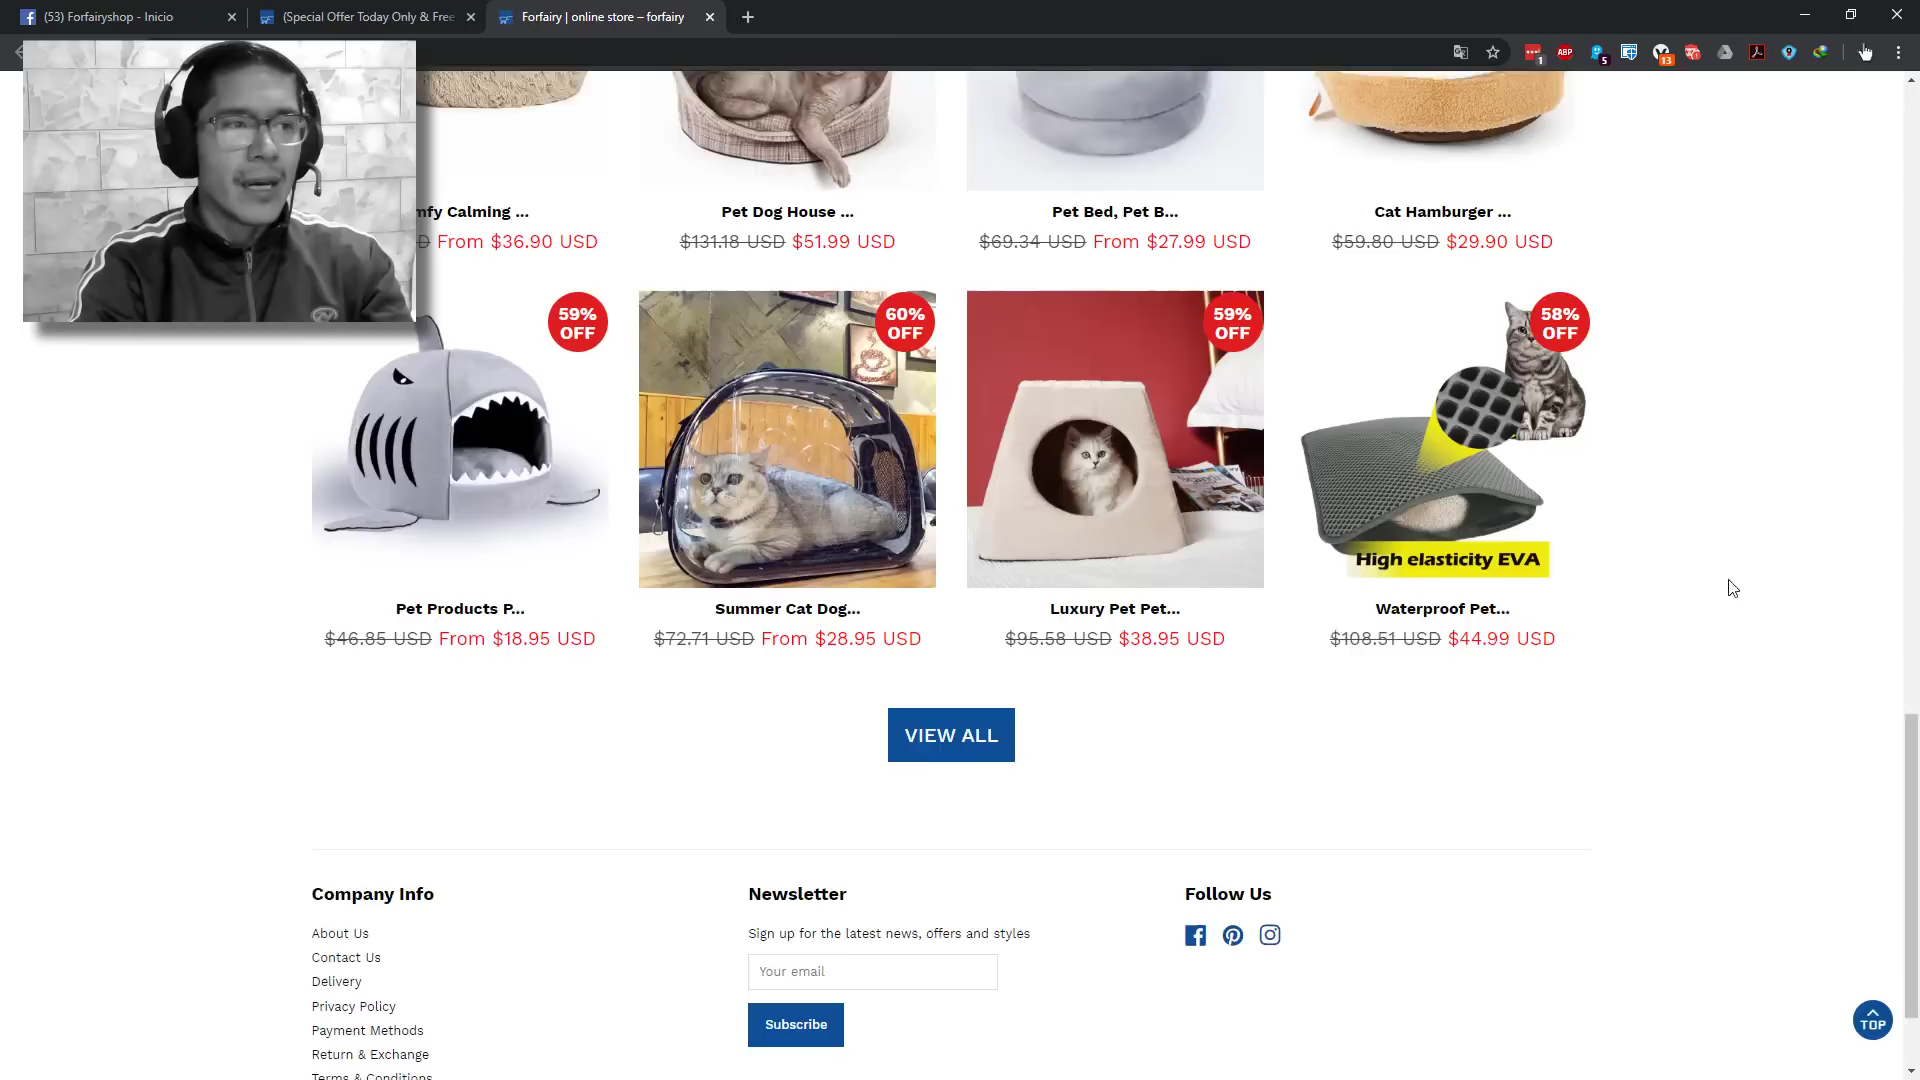 (53) Forfairyshop - Inicio
(Special Offer Today Only & Free
Forfairy | online store – forfairy
1
ABP
5
13
mfy Calming ...
D From $36.90 USD
Pet Dog House ...
$131.18 USD $51.99 USD
Pet Bed, Pet B...
$69.34 USD From $27.99 USD
Cat Hamburger ...
$59.80 USD $29.90 USD
59%
OFF
60%
OFF
59%
OFF
58%
OFF
High elasticity EVA
Pet Products P...
$46.85 USD From $18.95 USD
Summer Cat Dog...
$72.71 USD From $28.95 USD
Luxury Pet Pet...
$95.58 USD $38.95 USD
Waterproof Pet...
$108.51 USD $44.99 USD
VIEW ALL
Company Info
About Us
Contact Us
Delivery
Privacy Policy
Payment Methods
Return & Exchange
Terms & Conditions
Newsletter
Sign up for the latest news, offers and styles
Your email
Subscribe
Follow Us
TOP